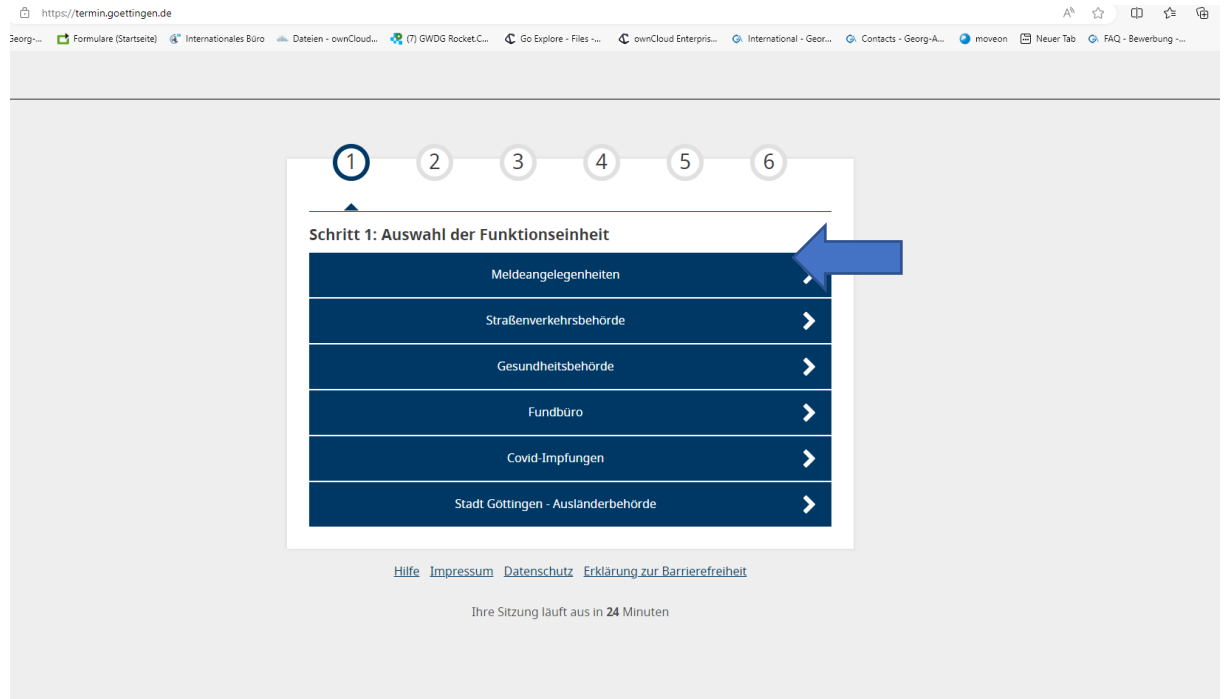 https://termin.goettingen.de
Georg-... Formulare (Startseite) Internationales Büro Dateien - ownCloud... (7) GWDG Rocket.C... Go Explore - Files -... ownCloud Enterpris... International - Geor... Contacts - Georg-A... moveon Neuer Tab FAQ - Bewerbung -...
1 2 3 4 5 6
Schritt 1: Auswahl der Funktionseinheit
Meldeangelegenheiten
Straßenverkehrsbehörde
Gesundheitsbehörde
Fundbüro
Covid-Impfungen
Stadt Göttingen - Ausländerbehörde
Hilfe Impressum Datenschutz Erklärung zur Barrierefreiheit
Ihre Sitzung läuft aus in 24 Minuten